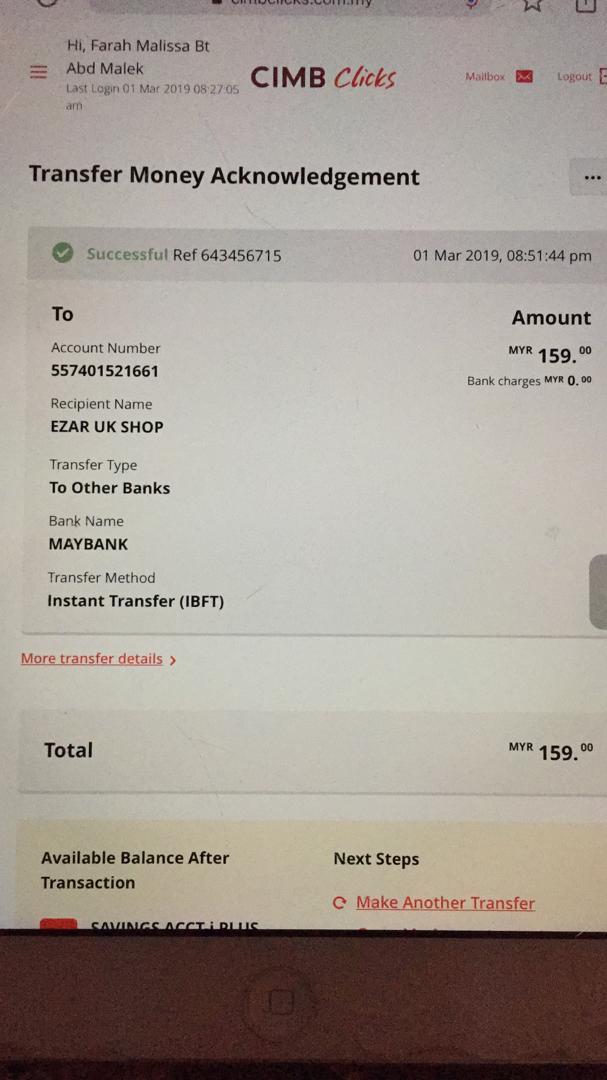 cimbclicks.com.my
Hi, Farah Malissa Bt
Abd Malek
Last Login 01 Mar 2019 08:27:05
am
CIMB Clicks
Mailbox
Logout
Transfer Money Acknowledgement
...
Successful Ref 643456715
01 Mar 2019, 08:51:44 pm
To
Amount
Account Number
MYR 159.00
557401521661
Bank charges MYR 0.00
Recipient Name
EZAR UK SHOP
Transfer Type
To Other Banks
Bank Name
MAYBANK
Transfer Method
Instant Transfer (IBFT)
More transfer details >
Total
MYR 159.00
Available Balance After
Transaction
Next Steps
Make Another Transfer
SAVINGS ACCT-i PLUS